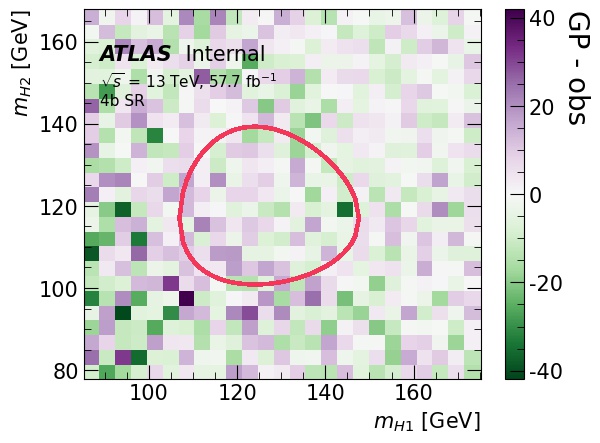 ATLAS Internal
√s = 13 TeV, 57.7 fb⁻¹
4b SR
m_H2 [GeV]
160
140
120
100
80
100
120
140
160
m_H1 [GeV]
40
20
0
-20
-40
GP - obs